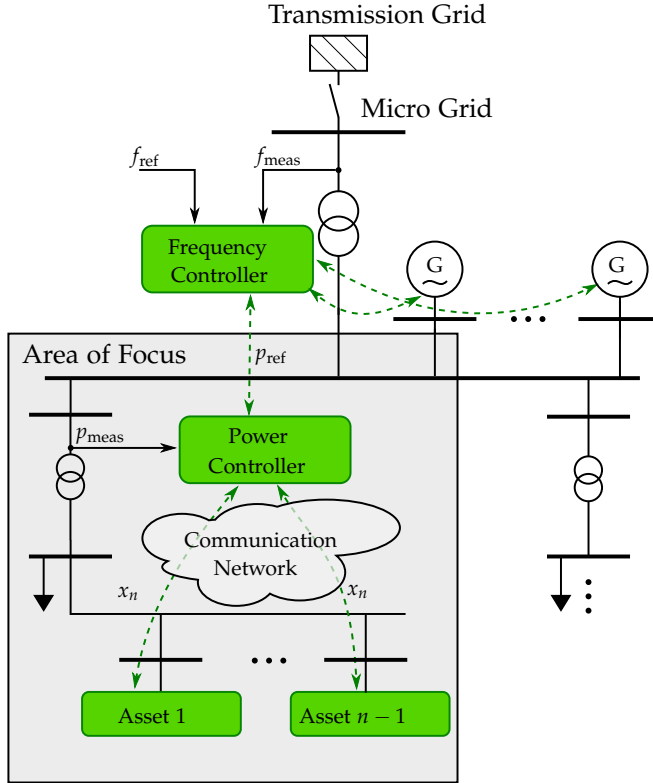 Transmission Grid
Micro Grid
f_ref
f_meas
Frequency
Controller
G
G
Area of Focus
p_ref
p_meas
Power
Controller
Communication
Network
x_n
x_n
Asset 1
Asset n − 1